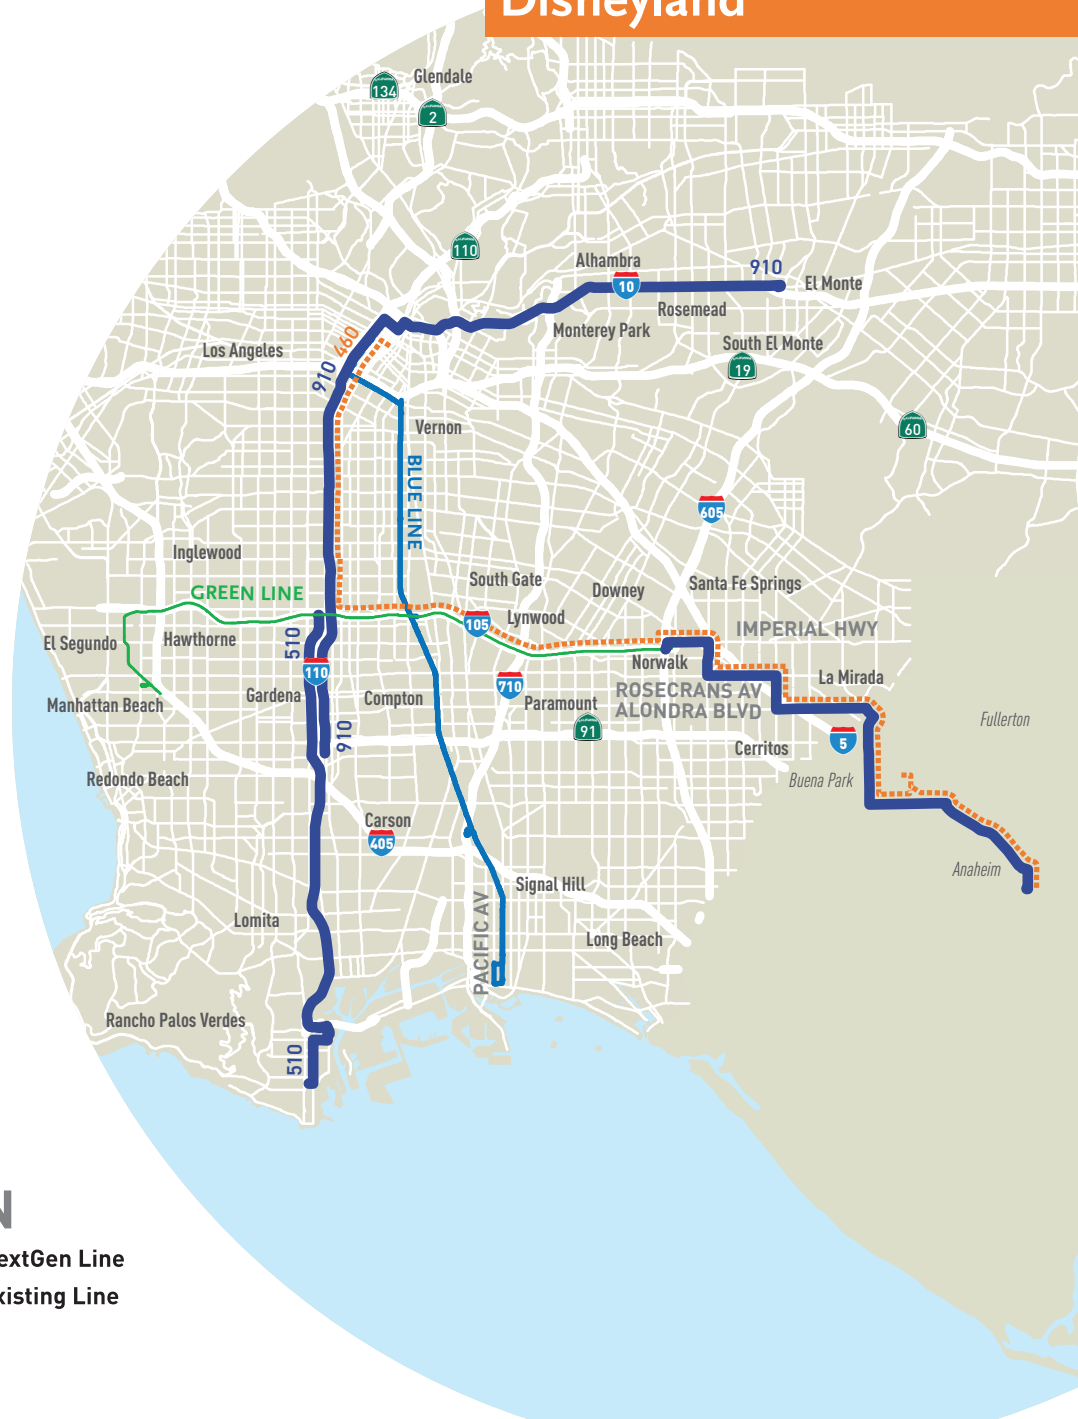 Disneyland
Glendale
134
2
110
Alhambra
910
10
El Monte
Rosemead
460
Monterey Park
South El Monte
Los Angeles
19
910
Vernon
60
BLUE LINE
605
Inglewood
South Gate
Downey
Santa Fe Springs
GREEN LINE
Lynwood
105
IMPERIAL HWY
El Segundo
Hawthorne
510
Norwalk
110
La Mirada
710
ROSECRANS AV
Gardena
Compton
Paramount
ALONDRA BLVD
Manhattan Beach
Fullerton
91
910
Cerritos
5
Redondo Beach
Buena Park
Carson
405
Anaheim
Signal Hill
Lomita
PACIFIC AV
Long Beach
Rancho Palos Verdes
510
N
extGen Line
xisting Line